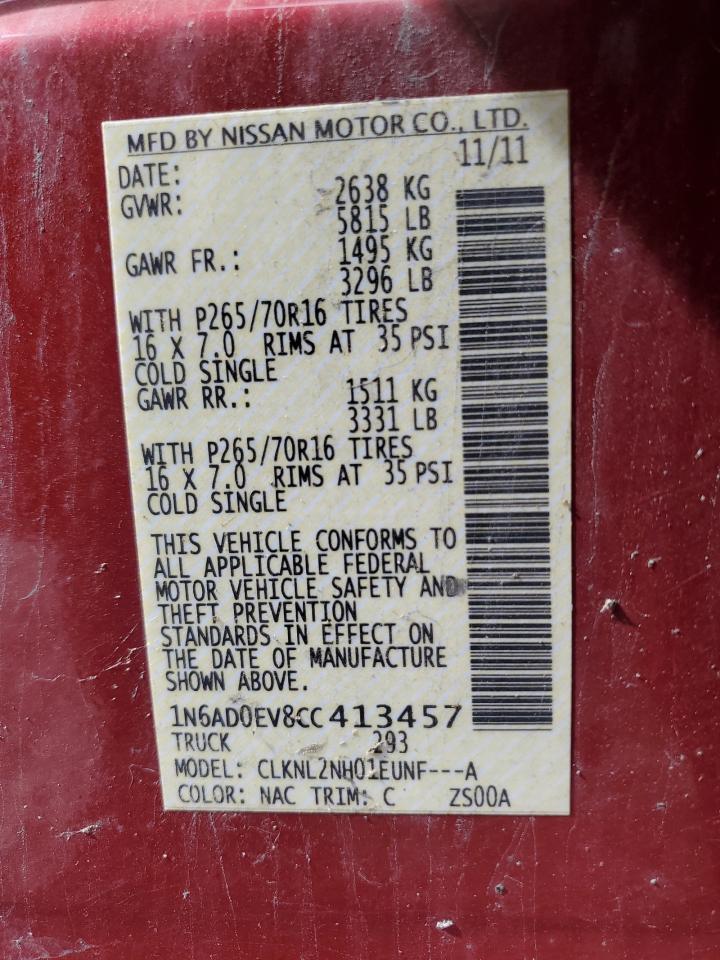 MFD BY NISSAN MOTOR CO., LTD.
DATE: 11/11
GVWR: 2638 KG
5815 LB
GAWR FR.: 1495 KG
3296 LB
WITH P265/70R16 TIRES
16 X 7.0 RIMS AT 35 PSI
COLD SINGLE
GAWR RR.: 1511 KG
3331 LB
WITH P265/70R16 TIRES
16 X 7.0 RIMS AT 35 PSI
COLD SINGLE
THIS VEHICLE CONFORMS TO
ALL APPLICABLE FEDERAL
MOTOR VEHICLE SAFETY AND
THEFT PREVENTION
STANDARDS IN EFFECT ON
THE DATE OF MANUFACTURE
SHOWN ABOVE.
1N6AD0EV8CC413457
TRUCK 293
MODEL: CLKNL2NH01EUNF---A
COLOR: NAC TRIM: C ZS00A